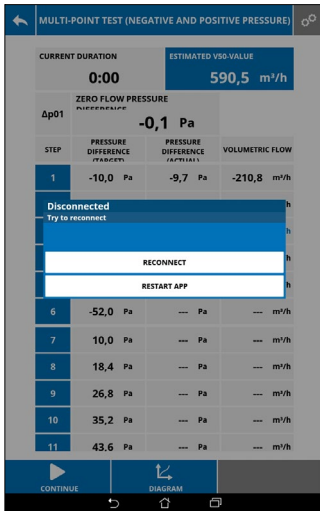 MULTI-POINT TEST (NEGATIVE AND POSITIVE PRESSURE)
CURRENT DURATION
ESTIMATED V50-VALUE
0:00
590,5 m³/h
Δp01
ZERO FLOW PRESSURE
DIFFERENCE
-0,1 Pa
STEP
PRESSURE
DIFFERENCE
(TARGET)
PRESSURE
DIFFERENCE
(ACTUAL)
VOLUMETRIC FLOW
1 -10,0 Pa -9,7 Pa -210,8 m³/h
Disconnected
Try to reconnect
RECONNECT
RESTART APP
h
h
h
h
6 -52,0 Pa --- Pa --- m³/h
7 10,0 Pa --- Pa --- m³/h
8 18,4 Pa --- Pa --- m³/h
9 26,8 Pa --- Pa --- m³/h
10 35,2 Pa --- Pa --- m³/h
11 43,6 Pa --- Pa --- m³/h
CONTINUE
DIAGRAM